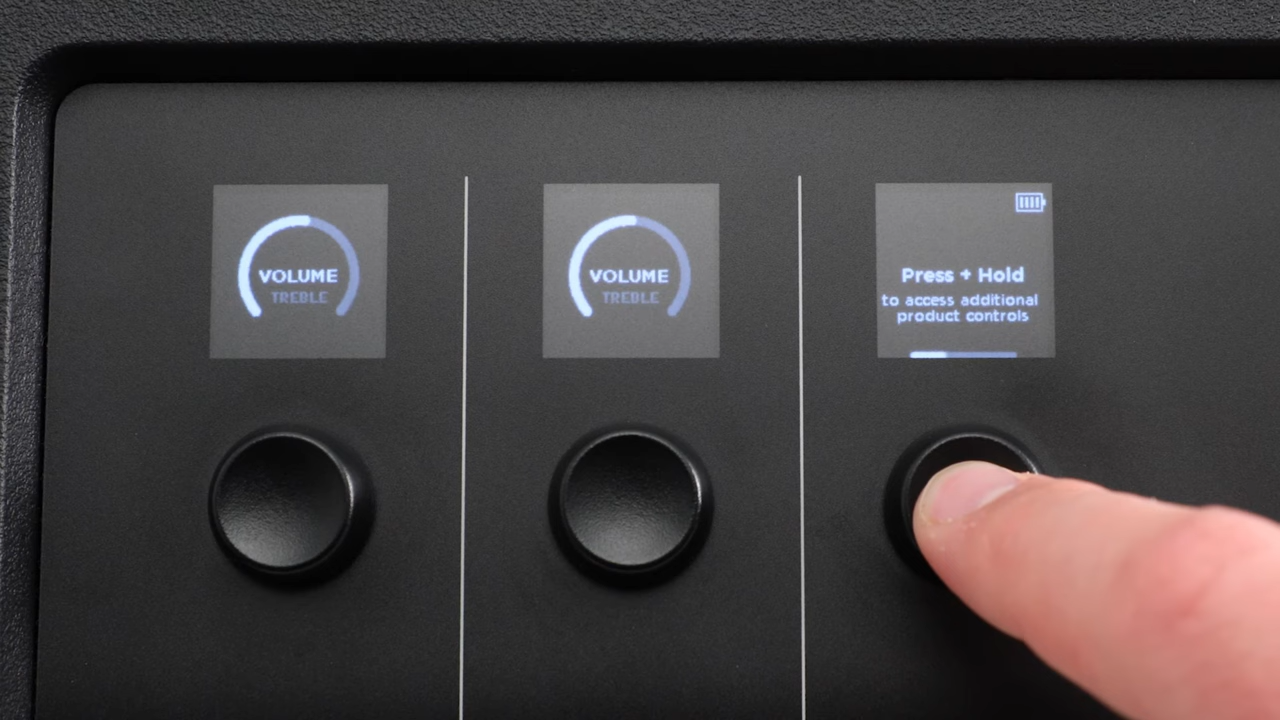 VOLUME
TREBLE
VOLUME
TREBLE
Press + Hold
to access additional
product controls